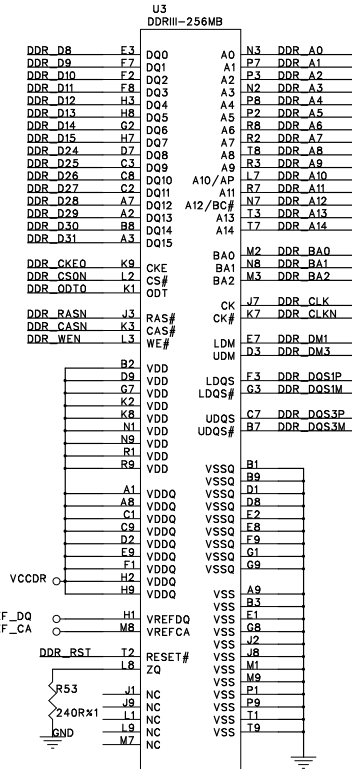 U3
DDRIII-256MB
DDR_D8 E3 DQ0 A0 N3 DDR_A0
DDR_D9 F7 DQ1 A1 P7 DDR_A1
DDR_D10 F2 DQ2 A2 P3 DDR_A2
DDR_D11 F8 DQ3 A3 N2 DDR_A3
DDR_D12 H3 DQ4 A4 P8 DDR_A4
DDR_D13 H8 DQ5 A5 P2 DDR_A5
DDR_D14 G2 DQ6 A6 R8 DDR_A6
DDR_D15 H7 DQ7 A7 R2 DDR_A7
DDR_D24 D7 DQ8 A8 T8 DDR_A8
DDR_D25 C3 DQ9 A9 R3 DDR_A9
DDR_D26 C8 DQ10 A10/AP L7 DDR_A10
DDR_D27 C2 DQ11 A11 R7 DDR_A11
DDR_D28 A7 DQ12 A12/BC# N7 DDR_A12
DDR_D29 A2 DQ13 A13 T3 DDR_A13
DDR_D30 B8 DQ14 A14 T7 DDR_A14
DDR_D31 A3 DQ15
BA0 M2 DDR_BA0
DDR_CKE0 K9 CKE BA1 N8 DDR_BA1
DDR_CS0N L2 CS# BA2 M3 DDR_BA2
DDR_ODT0 K1 ODT
CK J7 DDR_CLK
DDR_RASN J3 RAS# CK# K7 DDR_CLKN
DDR_CASN K3 CAS#
DDR_WEN L3 WE# LDM E7 DDR_DM1
UDM D3 DDR_DM3
B2 VDD
D9 VDD LDQS F3 DDR_DQS1P
G7 VDD LDQS# G3 DDR_DQS1M
K2 VDD
K8 VDD UDQS C7 DDR_DQS3P
N1 VDD UDQS# B7 DDR_DQS3M
N9 VDD
R1 VDD
R9 VDD VSSQ B1
VSSQ B9
A1 VDDQ VSSQ D1
A8 VDDQ VSSQ D8
C1 VDDQ VSSQ E2
C9 VDDQ VSSQ E8
D2 VDDQ VSSQ F9
E9 VDDQ VSSQ G1
F1 VDDQ VSSQ G9
VCCDR H2 VDDQ
H9 VDDQ VSS A9
VSS B3
EF_DQ H1 VREFDQ VSS E1
EF_CA M8 VREFCA VSS G8
VSS J2
DDR_RST T2 RESET# VSS J8
L8 ZQ VSS M1
VSS M9
R53 J1 NC VSS P1
J9 NC VSS P9
240R%1 L1 NC VSS T1
GND L9 NC VSS T9
M7 NC